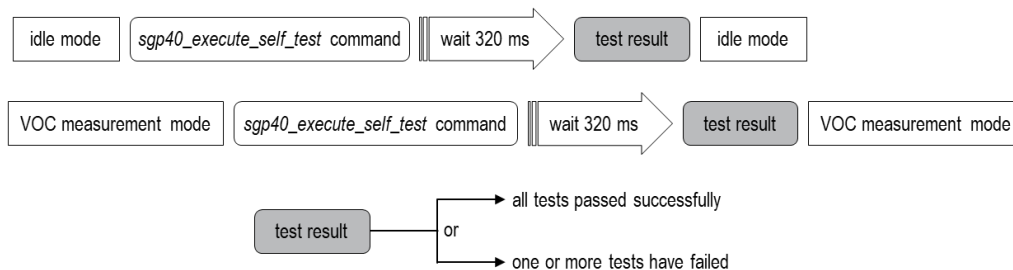 idle mode sgp40_execute_self_test command wait 320 ms test result idle mode
VOC measurement mode sgp40_execute_self_test command wait 320 ms test result VOC measurement mode
all tests passed successfully
test result or
one or more tests have failed